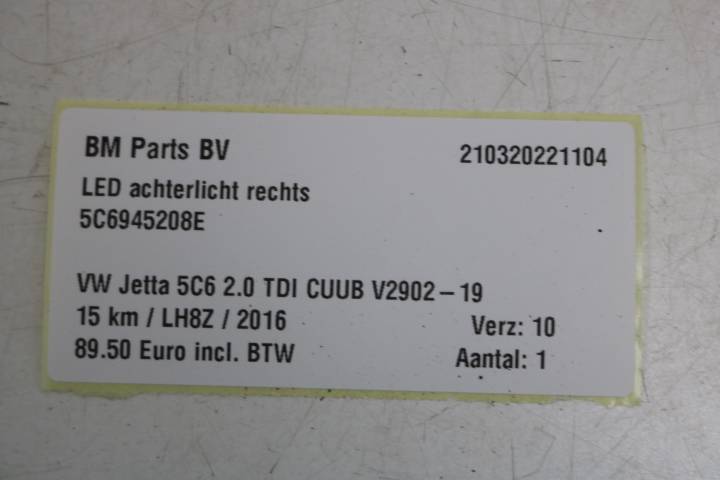 BM Parts BV 210320221104
LED achterlicht rechts
5C6945208E
VW Jetta 5C6 2.0 TDI CUUB V2902 – 19
15 km / LH8Z / 2016 Verz: 10
89.50 Euro incl. BTW Aantal: 1